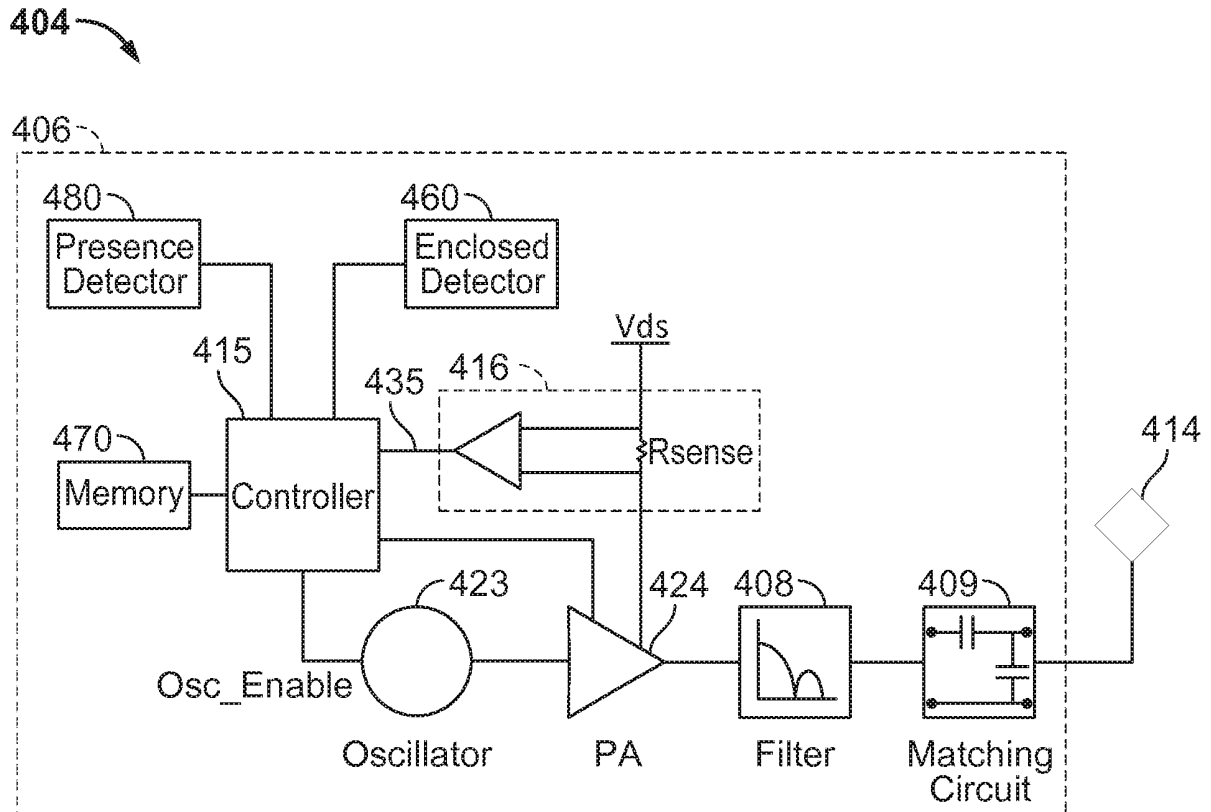 404
406
480
Presence
Detector
460
Enclosed
Detector
Vds
415
416
435
Rsense
414
470
Memory
Controller
423
424
408
409
Osc_Enable
Oscillator
PA
Filter
Matching
Circuit